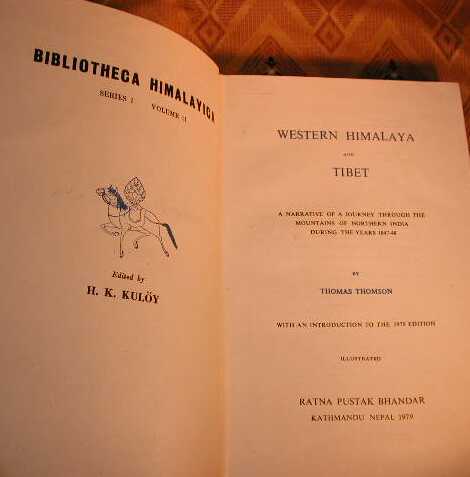 BIBLIOTHECA HIMALAYICA
SERIES I VOLUME 11
Edited by
H. K. KULÖY
WESTERN HIMALAYA
AND
TIBET
A NARRATIVE OF A JOURNEY THROUGH THE
MOUNTAINS OF NORTHERN INDIA
DURING THE YEARS 1847-48
BY
THOMAS THOMSON
WITH AN INTRODUCTION TO THE 1978 EDITION
ILLUSTRATED
RATNA PUSTAK BHANDAR
KATHMANDU NEPAL 1979